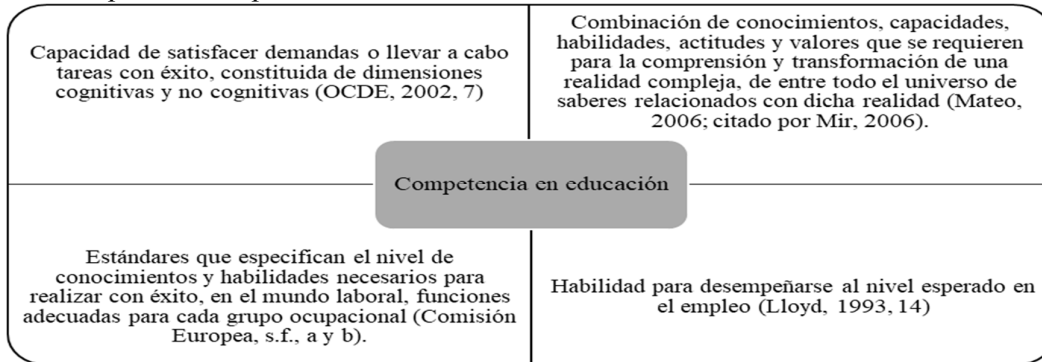 Capacidad de satisfacer demandas o llevar a cabo
tareas con éxito, constituida de dimensiones
cognitivas y no cognitivas (OCDE, 2002, 7)
Combinación de conocimientos, capacidades,
habilidades, actitudes y valores que se requieren
para la comprensión y transformación de una
realidad compleja, de entre todo el universo de
saberes relacionados con dicha realidad (Mateo,
2006; citado por Mir, 2006).
Competencia en educación
Estándares que especifican el nivel de
conocimientos y habilidades necesarios para
realizar con éxito, en el mundo laboral, funciones
adecuadas para cada grupo ocupacional (Comisión
Europea, s.f., a y b).
Habilidad para desempeñarse al nivel esperado en
el empleo (Lloyd, 1993, 14)